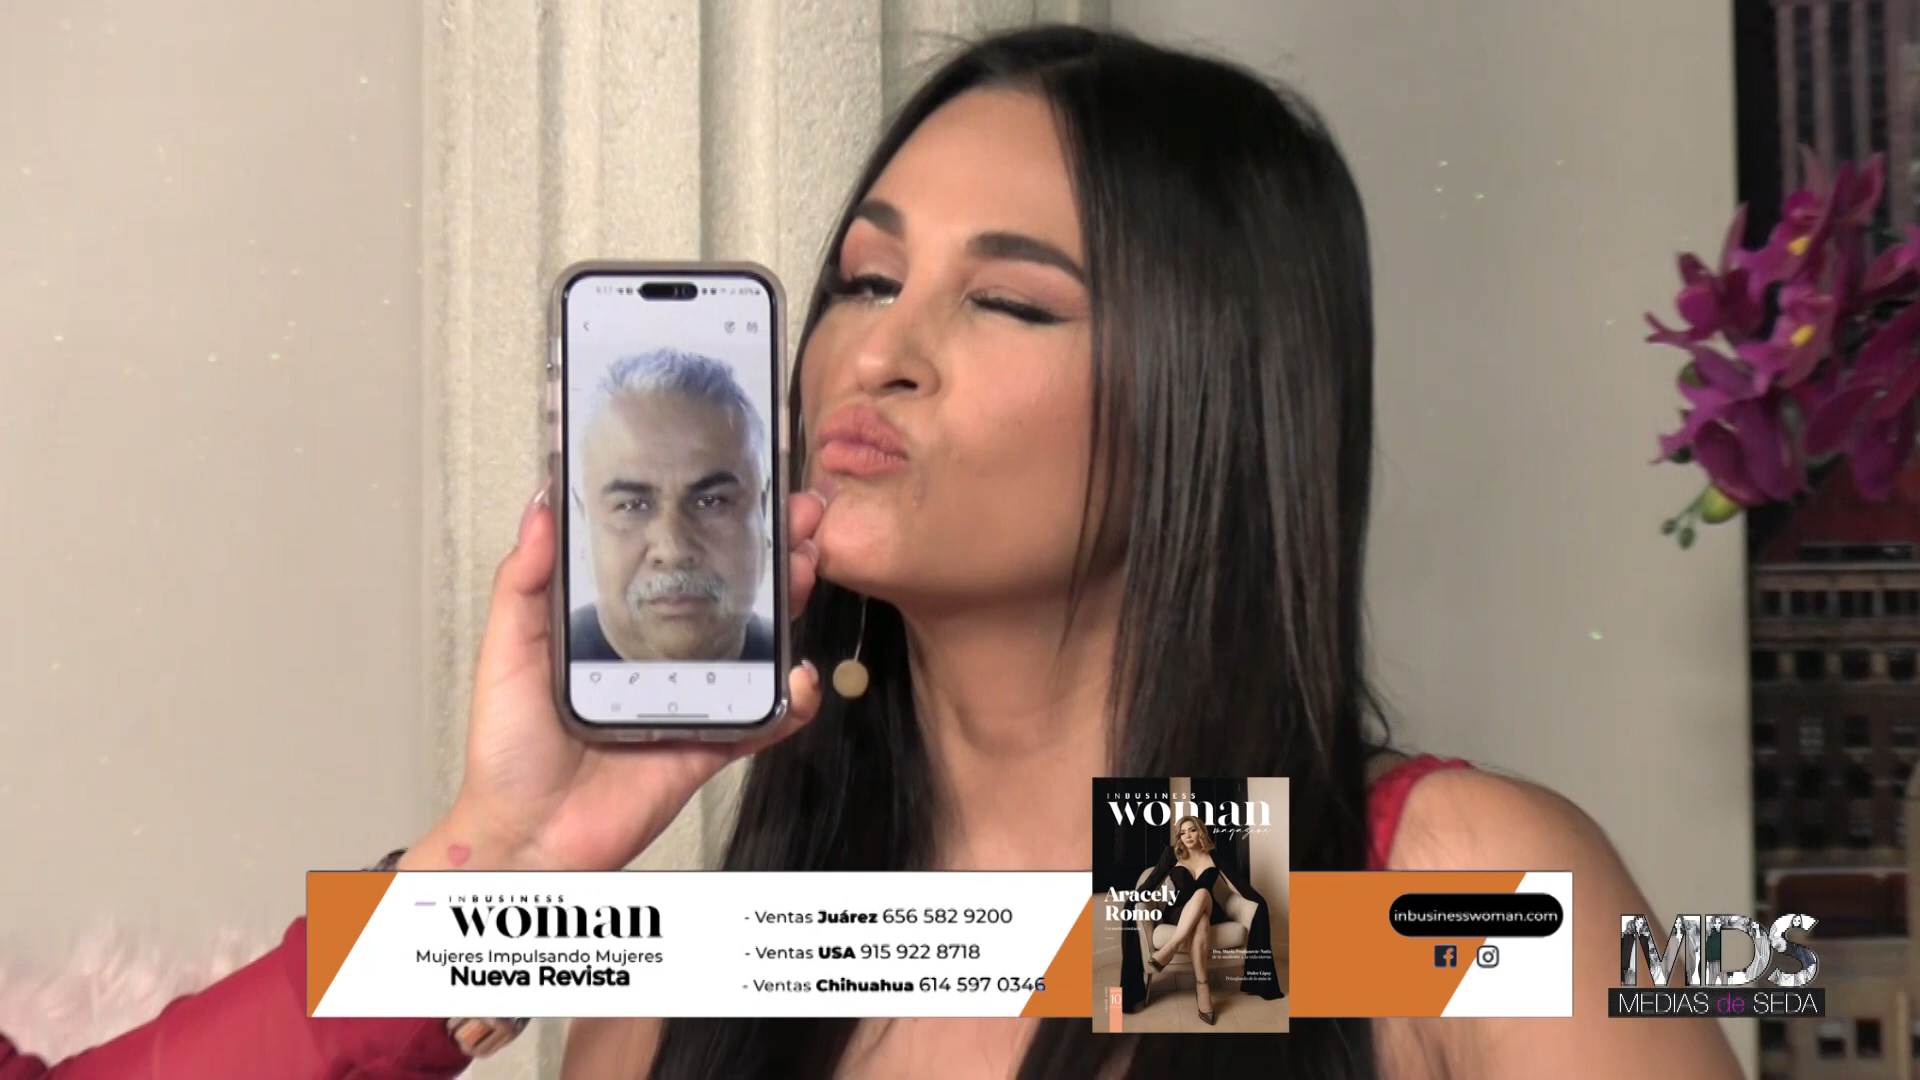 INBUSINESS
woman
Mujeres Impulsando Mujeres
Nueva Revista
- Ventas Juárez 656 582 9200
- Ventas USA 915 922 8718
- Ventas Chihuahua 614 597 0346
INBUSINESS
woman
magazine
Aracely
Romo
10
inbusinesswoman.com
MDS
MEDIAS de SEDA